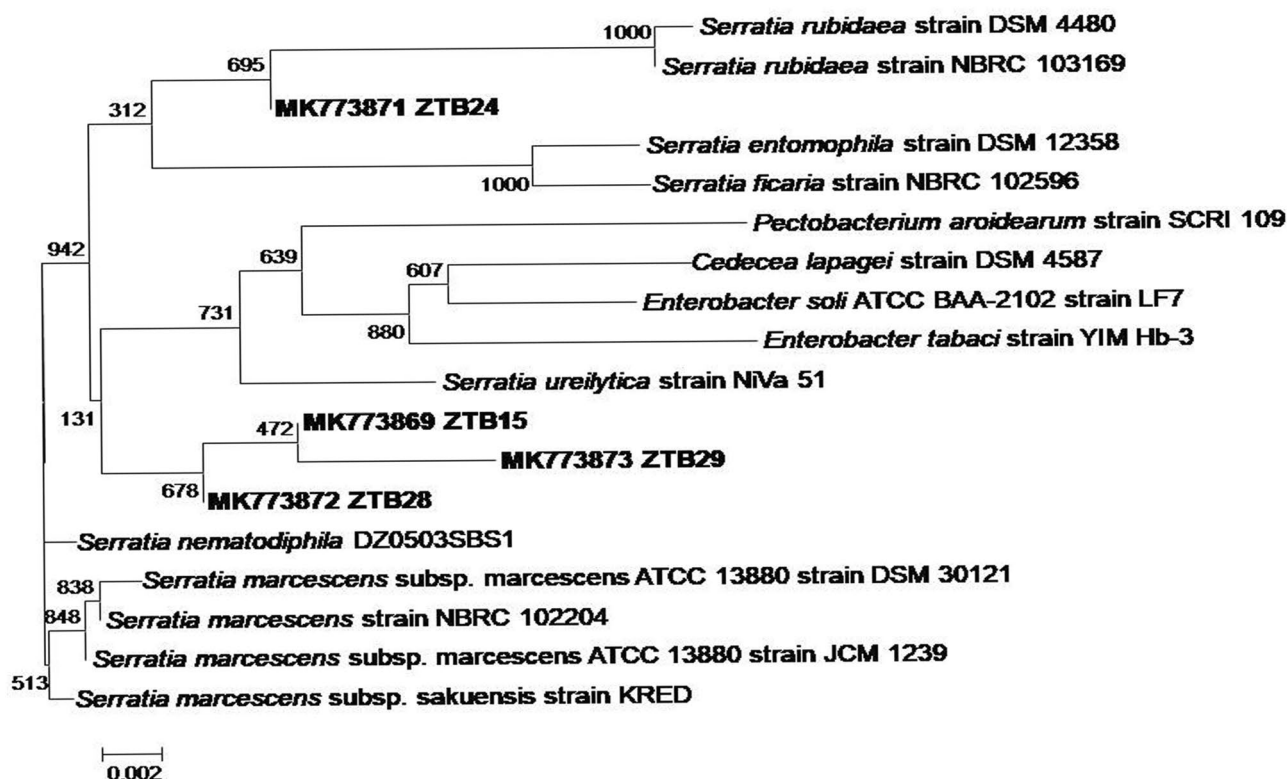 1000
Serratia rubidaea strain DSM 4480
695
Serratia rubidaea strain NBRC 103169
312
MK773871 ZTB24
Serratia entomophila strain DSM 12358
1000
Serratia ficaria strain NBRC 102596
942
Pectobacterium aroidearum strain SCRI 109
639
607
Cedecea lapagei strain DSM 4587
731
Enterobacter soli ATCC BAA-2102 strain LF7
880
Enterobacter tabaci strain YIM Hb-3
Serratia ureilytica strain NiVa 51
131
472
MK773869 ZTB15
MK773873 ZTB29
678
MK773872 ZTB28
Serratia nematodiphila DZ0503SBS1
838
Serratia marcescens subsp. marcescens ATCC 13880 strain DSM 30121
848
Serratia marcescens strain NBRC 102204
Serratia marcescens subsp. marcescens ATCC 13880 strain JCM 1239
513
Serratia marcescens subsp. sakuensis strain KRED
0.002